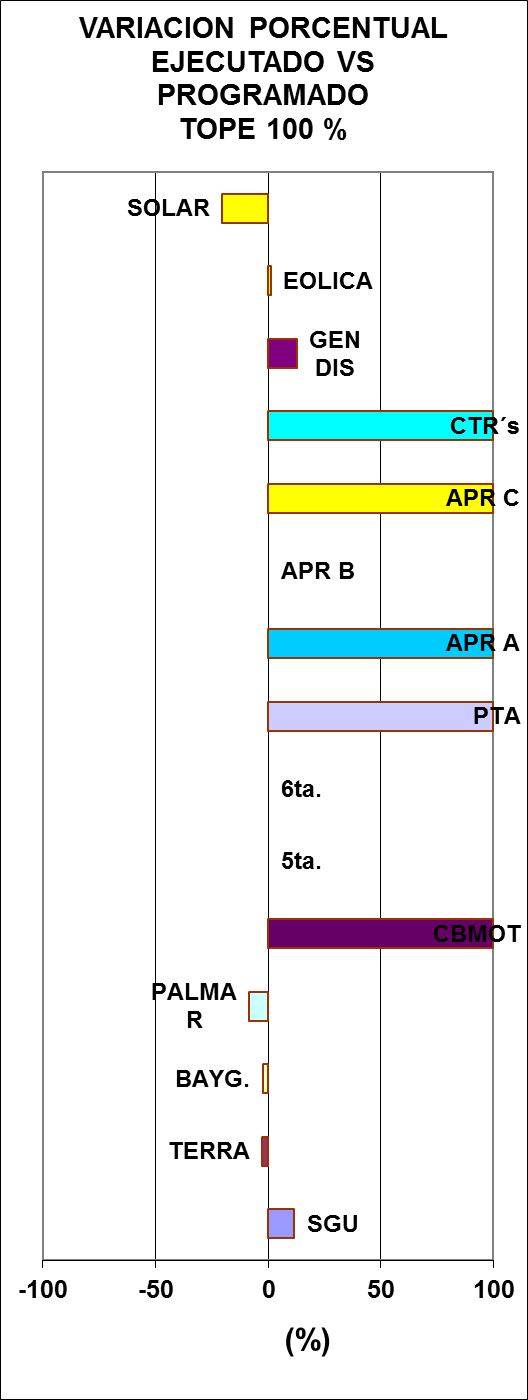 VARIACION PORCENTUAL
EJECUTADO VS
PROGRAMADO
TOPE 100 %
SOLAR
EOLICA
GEN
DIS
CTR´s
APR C
APR B
APR A
PTA
6ta.
5ta.
CBMOT
PALMA
R
BAYG.
TERRA
SGU
-100 -50 0 50 100
(%)